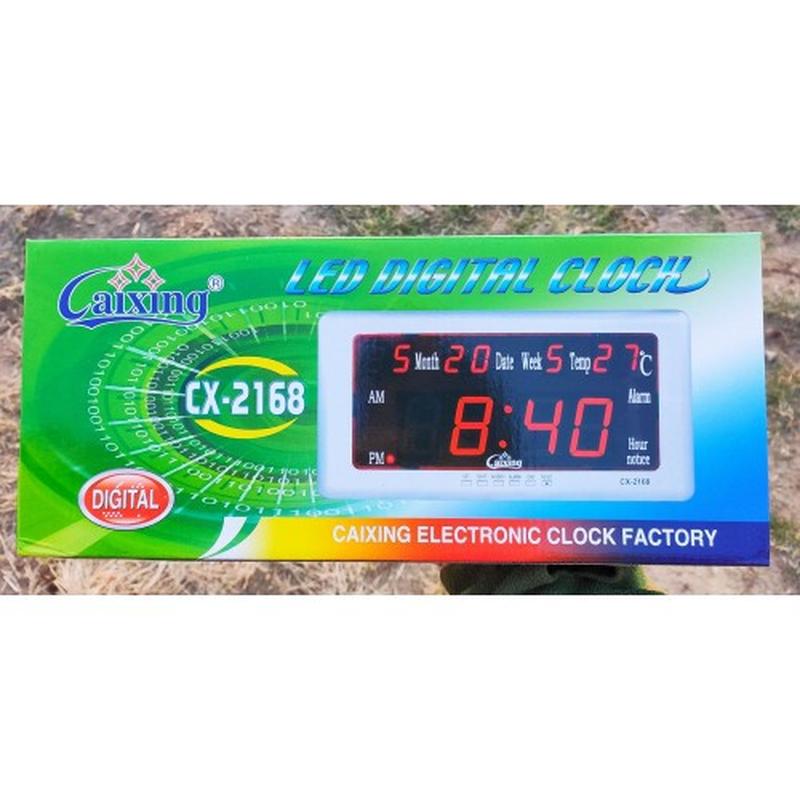 LED DIGITAL CLOCK
Caixing®
5 Month 20 Date Week 5 Temp 27°C
CX-2168
AM
Alarm
8:40
PM
Hour notice
Caixing
CX-2168
DIGITAL
CAIXING ELECTRONIC CLOCK FACTORY